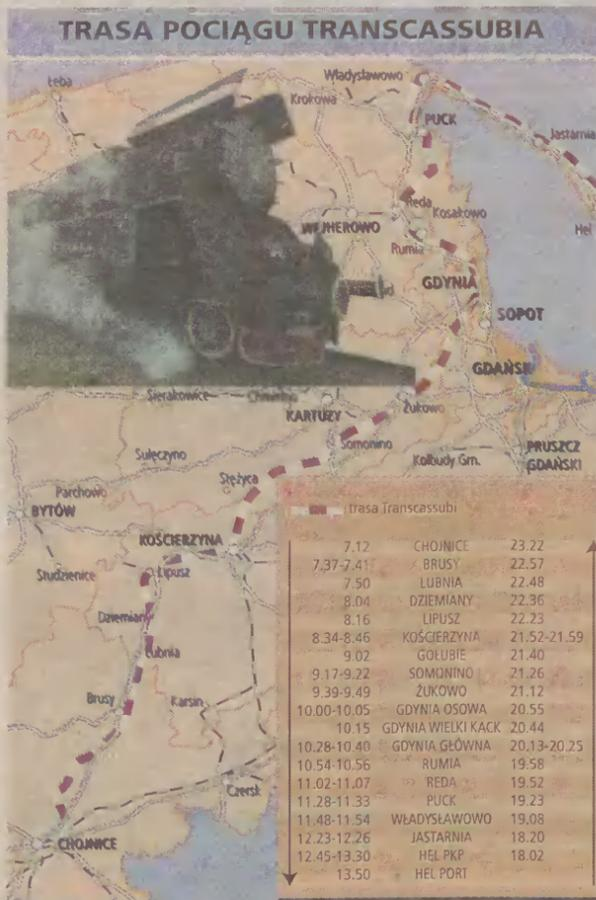 TRASA POCIĄGU TRANSCASSUBIA
Łeba
Władysławowo
Krokowa
PUCK
Jastarnia
Reda
Kosakowo
WEJHEROWO
Rumia
Hel
GDYNIA
SOPOT
GDAŃSK
Sierakowice
Chmielno
KARTUZY
Żukowo
Somonino
Kolbudy Grn.
PRUSZCZ
GDAŃSKI
Sulęczyno
Stężyca
Parchowo
BYTÓW
KOŚCIERZYNA
Studzienice
Lipusz
Dziemiany
Łubnia
Brusy
Karsin
Czersk
CHOJNICE
trasa Transcassubi
7.12 CHOJNICE 23.22
7.37-7.41 BRUSY 22.57
7.50 ŁUBNIA 22.48
8.04 DZIEMIANY 22.36
8.16 LIPUSZ 22.23
8.34-8.46 KOŚCIERZYNA 21.52-21.59
9.02 GOŁUBIE 21.40
9.17-9.22 SOMONINO 21.26
9.39-9.49 ŻUKOWO 21.12
10.00-10.05 GDYNIA OSOWA 20.55
10.15 GDYNIA WIELKI KACK 20.44
10.28-10.40 GDYNIA GŁÓWNA 20.13-20.25
10.54-10.56 RUMIA 19.58
11.02-11.07 REDA 19.52
11.28-11.33 PUCK 19.23
11.48-11.54 WŁADYSŁAWOWO 19.08
12.23-12.26 JASTARNIA 18.20
12.45-13.30 HEL PKP 18.02
13.50 HEL PORT